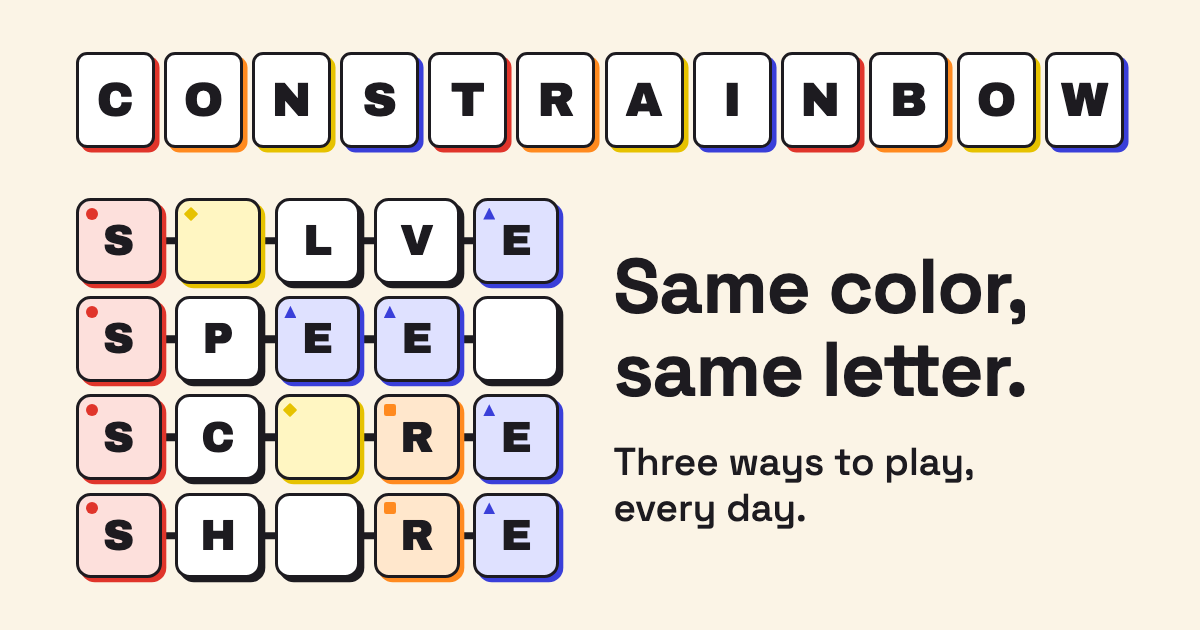 CONSTRAINBOW
S LVE
SPEE
SC RE
SH RE
Same color,
same letter.
Three ways to play,
every day.